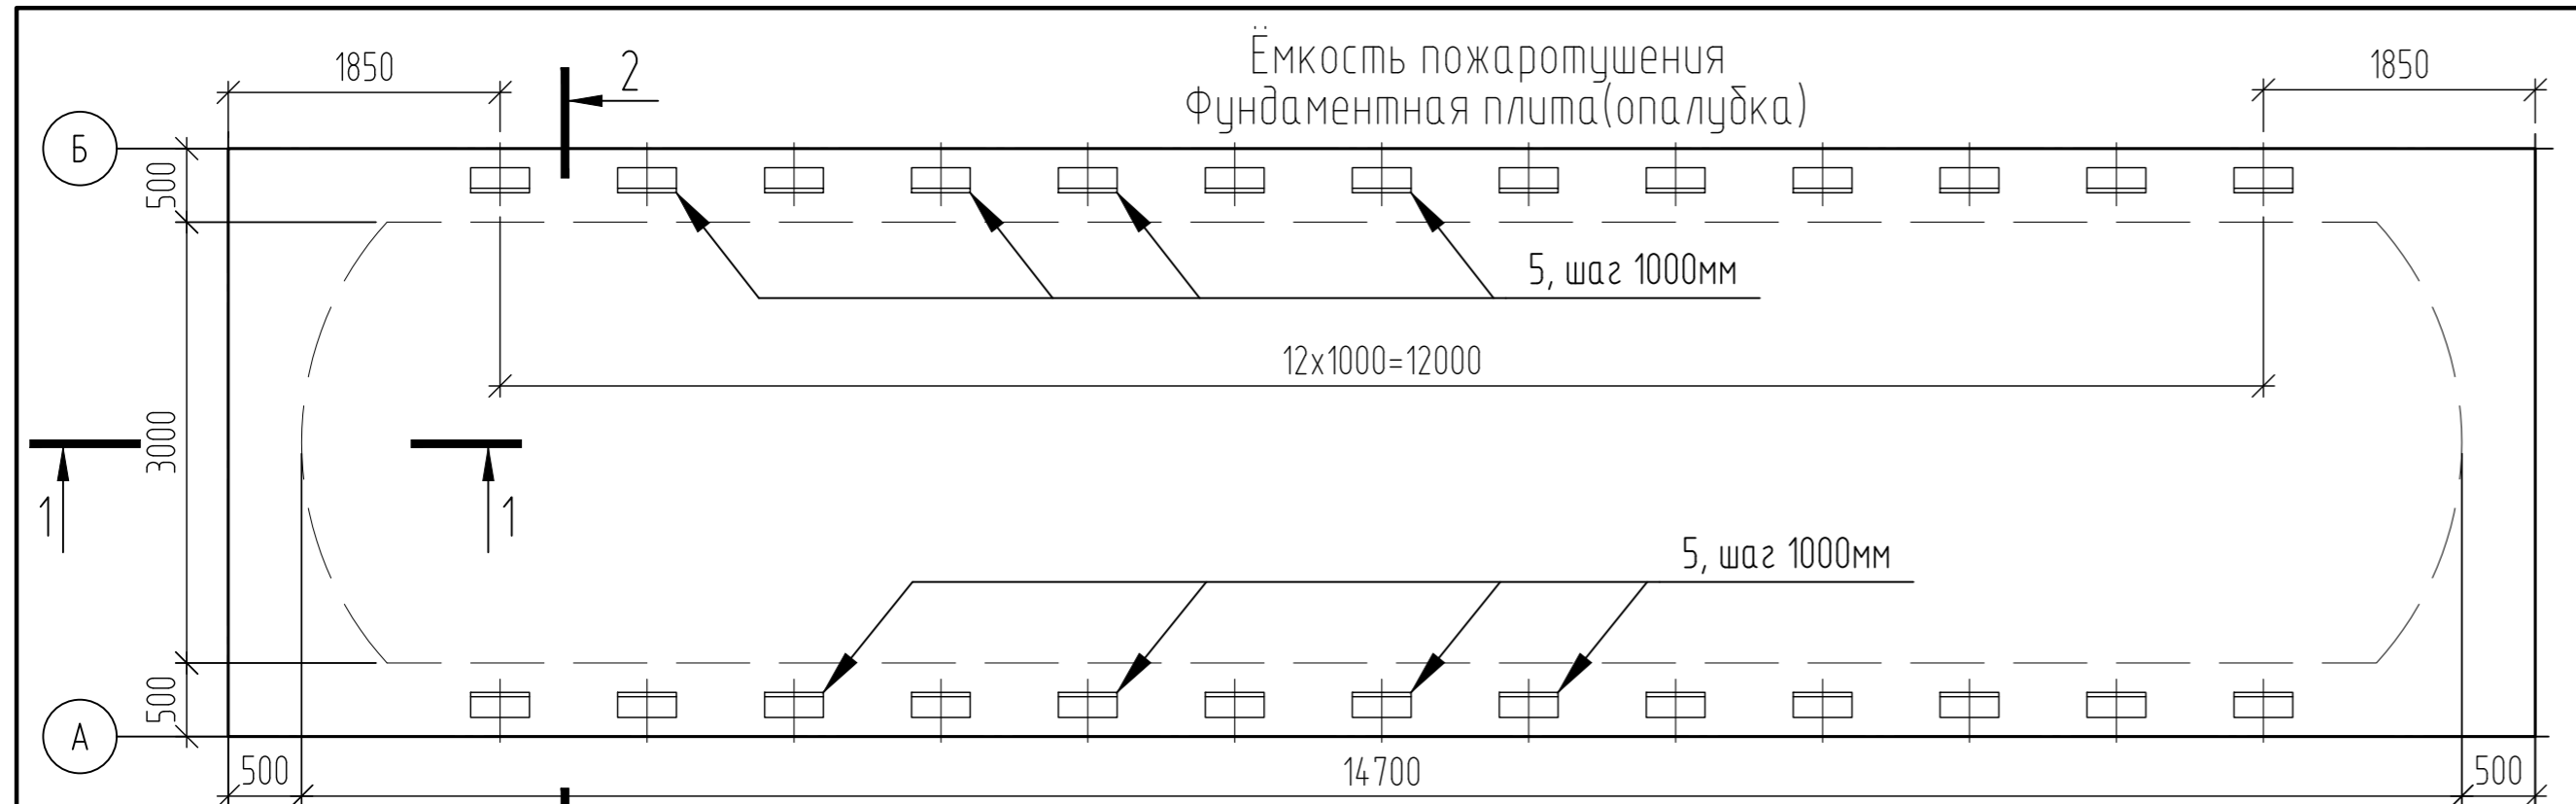 Ёмкость пожаротушения
Фундаментная плита(опалубка)
1850
2
1850
Б
500
5, шаг 1000мм
12х1000=12000
3000
1
1
5, шаг 1000мм
500
А
500
14700
500